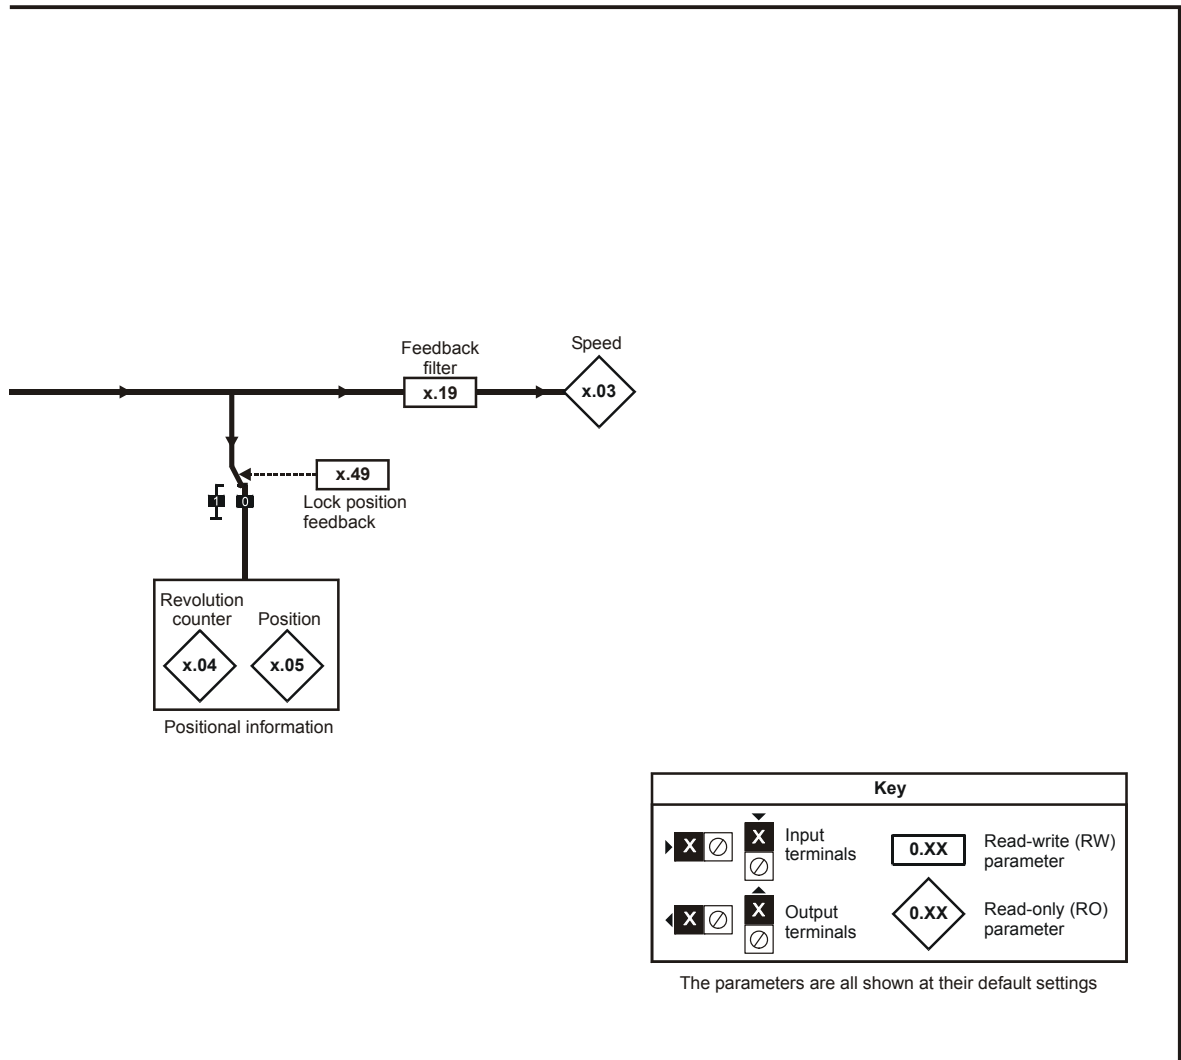 Feedback
filter
Speed
x.19
x.03
x.49
Lock position
feedback
1 0
Revolution
counter
Position
x.04
x.05
Positional information
Key
X
X
Input
terminals
0.XX
Read-write (RW)
parameter
X
X
Output
terminals
0.XX
Read-only (RO)
parameter
The parameters are all shown at their default settings